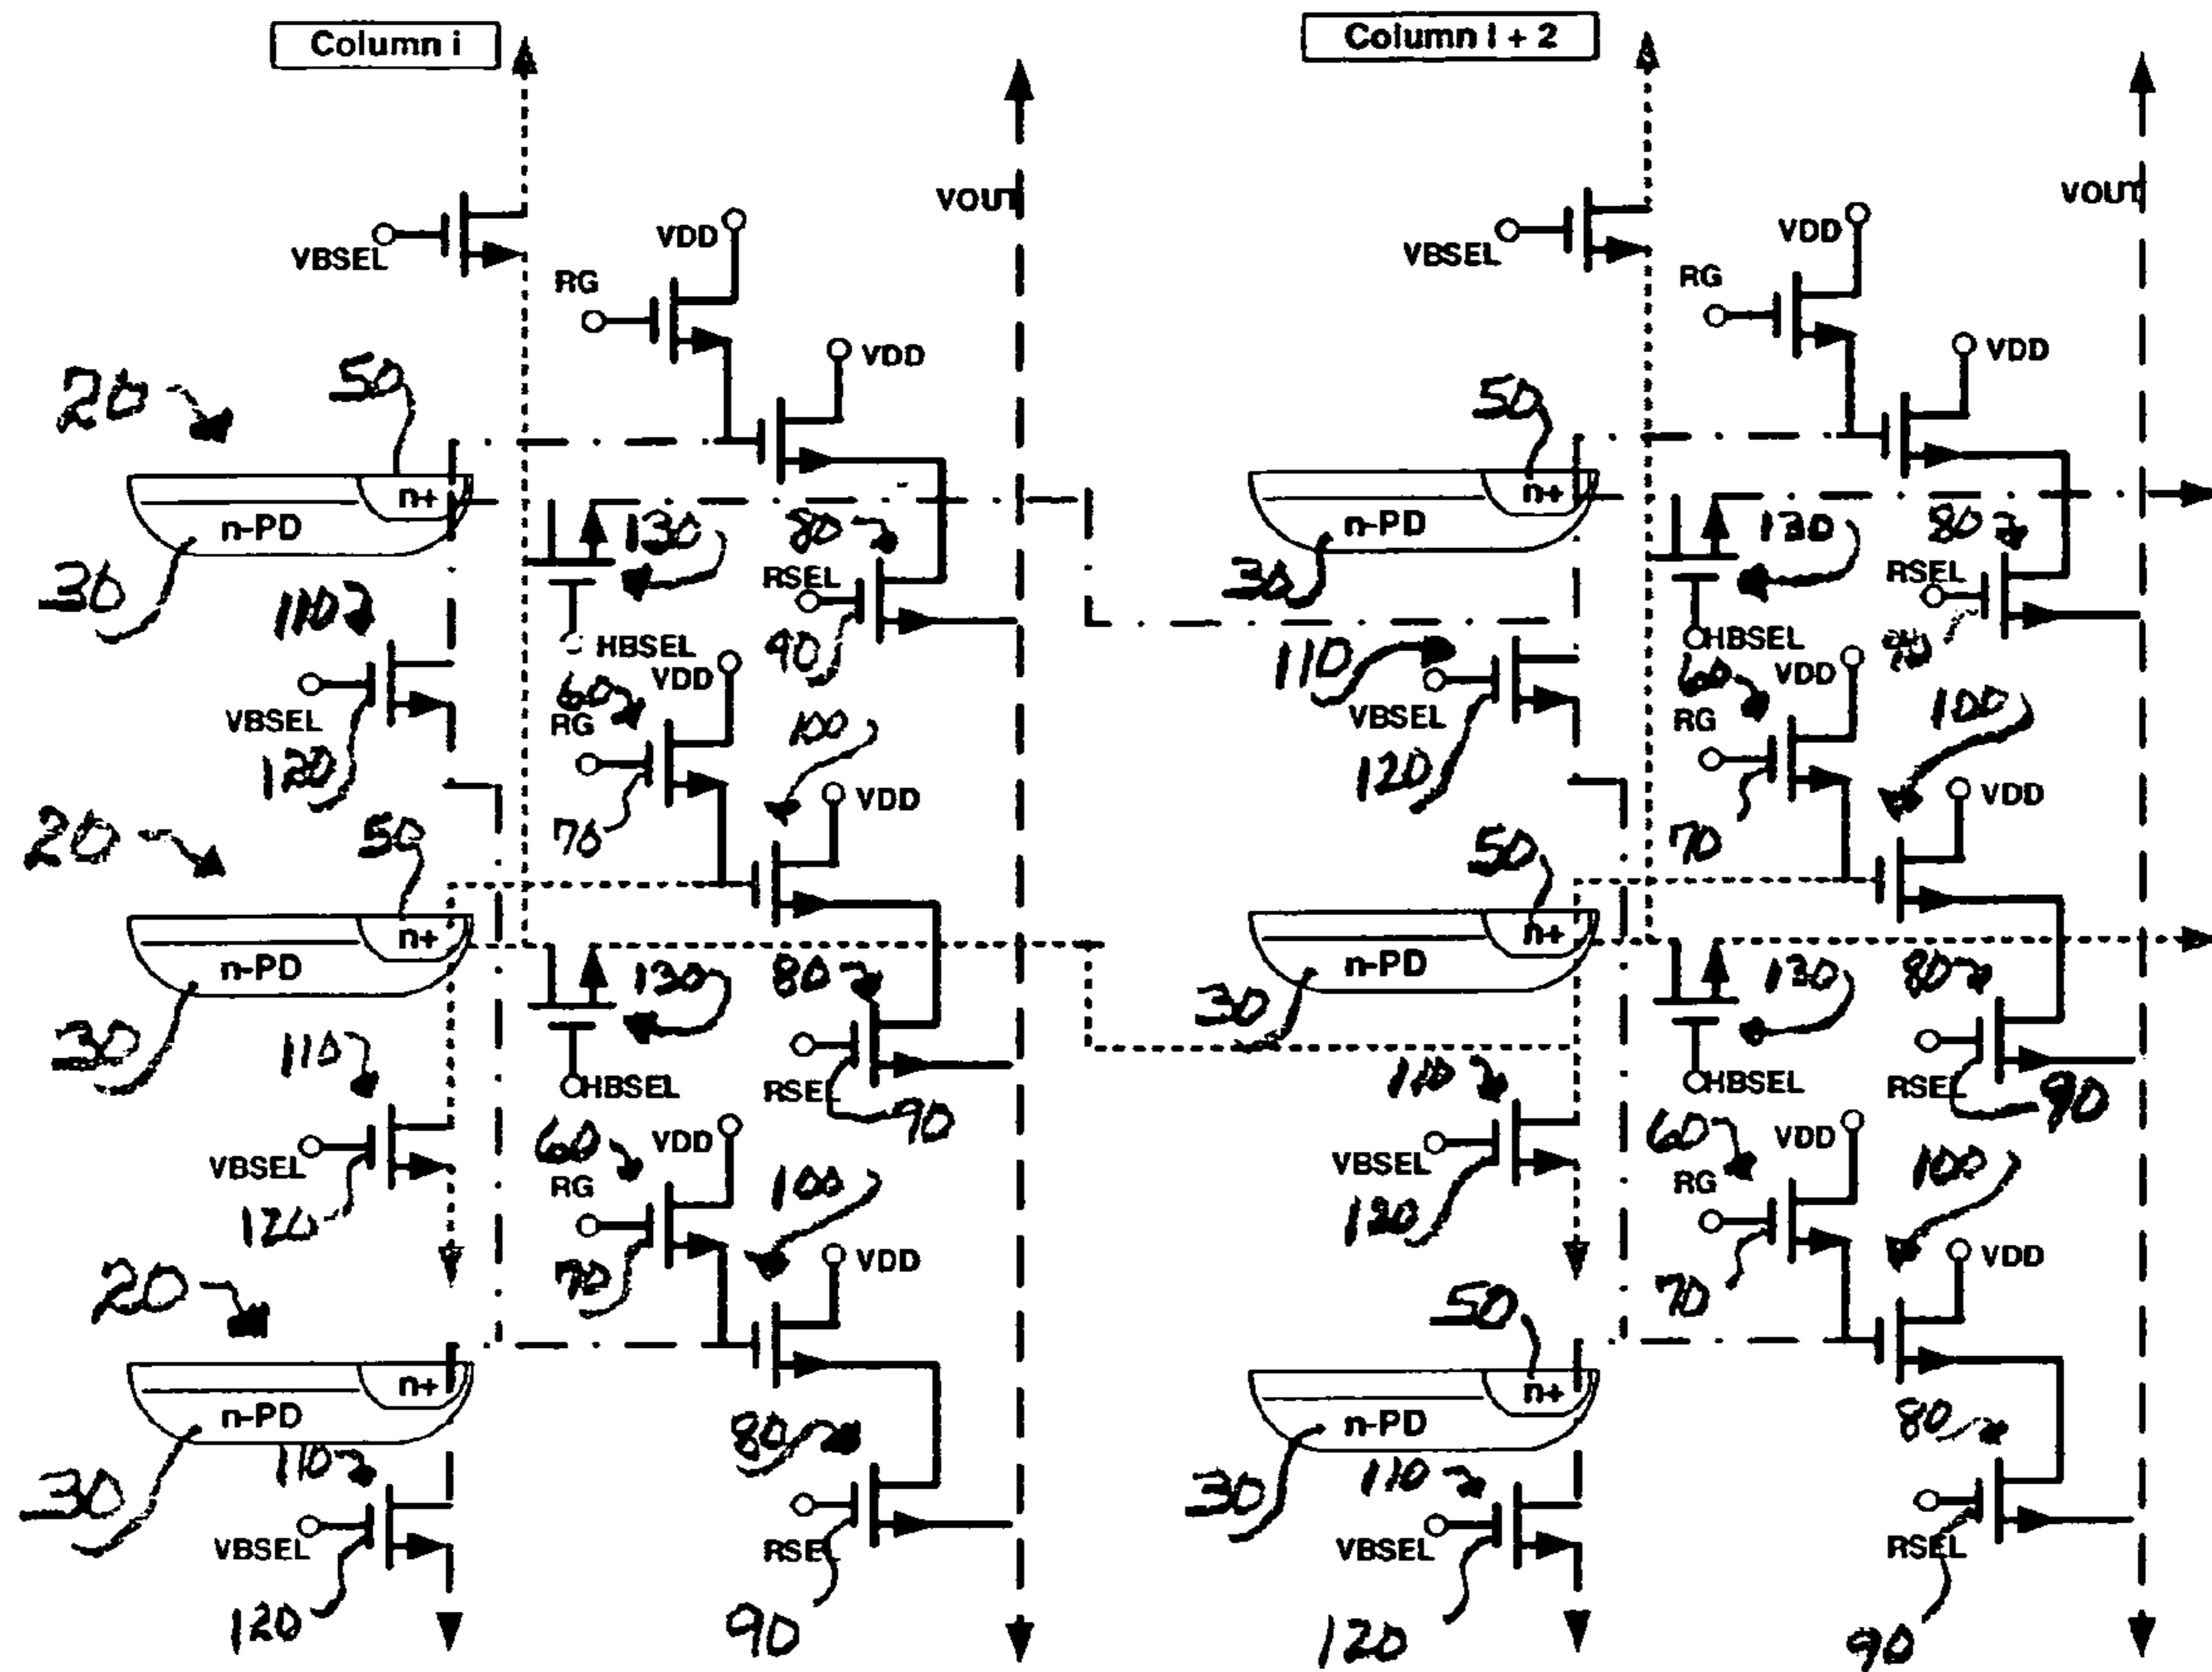 Column i
Column I + 2
VOUT
VOUT
VBSEL
VDD
VBSEL
VDD
RG
RG
VDD
VDD
20
50
50
n+
n-PD
n+
n-PD
130
80
130
80
30
RSEL
30
RSEL
110
HBSEL
90
110
HBSEL
90
60
VDD
60
VDD
VBSEL
RG
100
VBSEL
RG
100
120
VDD
120
VDD
20
50
70
50
70
n+
n-PD
n+
n-PD
130
80
130
80
30
30
110
HBSEL
RSEL
90
110
HBSEL
RSEL
90
60
VDD
60
VDD
VBSEL
RG
100
VBSEL
RG
100
120
120
20
70
VDD
50
70
VDD
n+
n-PD
n+
n-PD
80
80
30
110
30
110
VBSEL
RSEL
VBSEL
RSEL
120
90
120
90